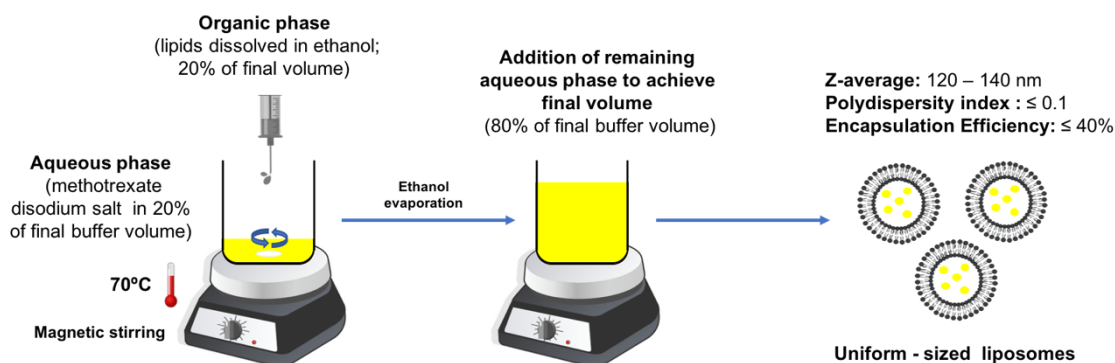 Organic phase
(lipids dissolved in ethanol;
20% of final volume)
Aqueous phase
(methotrexate
disodium salt in 20%
of final buffer volume)
70ºC
Magnetic stirring
Ethanol
evaporation
Addition of remaining
aqueous phase to achieve
final volume
(80% of final buffer volume)
Z-average: 120 – 140 nm
Polydispersity index : ≤ 0.1
Encapsulation Efficiency: ≤ 40%
Uniform - sized liposomes